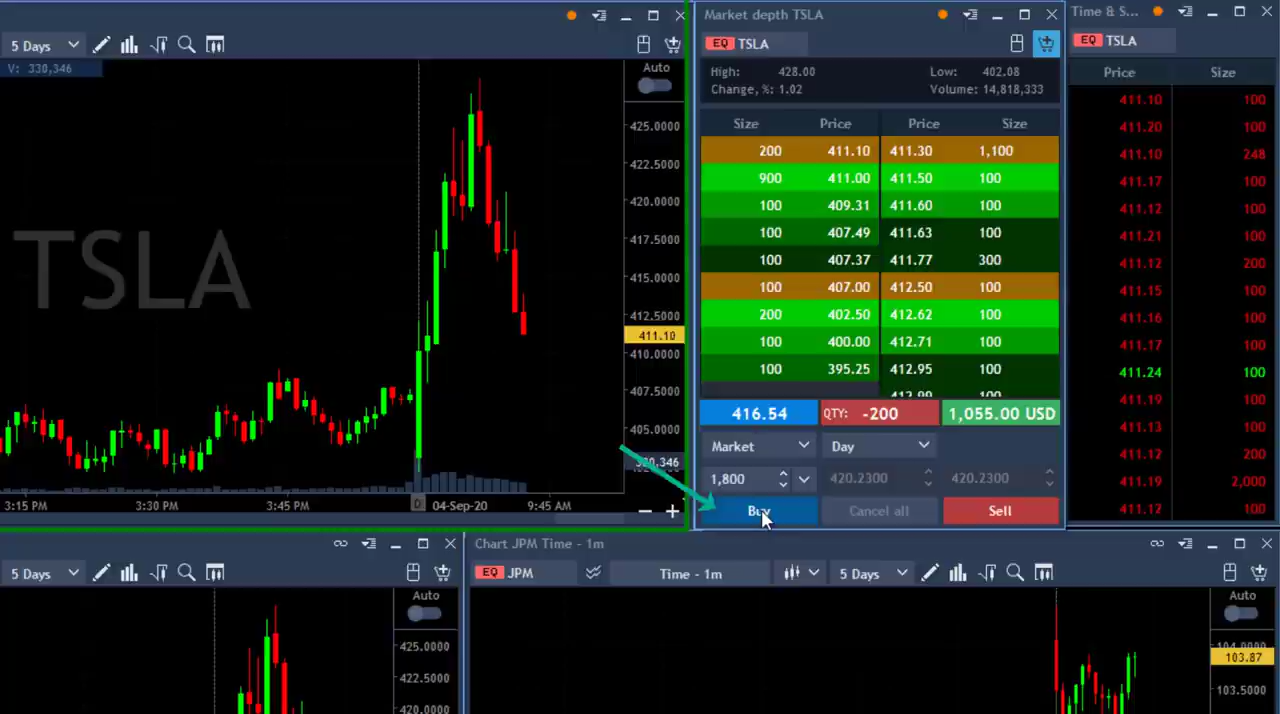 5 Days
V: 330,346
Auto
TSLA
425.0000
422.5000
420.0000
417.5000
415.0000
412.5000
411.10
410.0000
407.5000
405.0000
330,346
3:15 PM 3:30 PM 3:45 PM 04-Sep-20 9:45 AM
Market depth TSLA
EQ TSLA
High: 428.00 Low: 402.08
Change, %: 1.02 Volume: 14,818,333
Size Price Price Size
200 411.10 411.30 1,100
900 411.00 411.50 100
100 409.31 411.60 100
100 407.49 411.63 100
100 407.37 411.77 300
100 407.00 412.50 100
200 402.50 412.62 100
100 400.00 412.71 100
100 395.25 412.95 100
416.54 QTY: -200 1,055.00 USD
Market Day
1,800 420.2300 420.2300
Buy Cancel all Sell
Time & S...
EQ TSLA
Price Size
411.10 100
411.20 100
411.10 248
411.17 100
411.12 100
411.21 100
411.12 200
411.15 100
411.16 100
411.17 100
411.24 100
411.19 100
411.13 100
411.12 200
411.19 2,000
411.12 100
5 Days
Auto
425.0000
422.5000
420.0000
Chart JPM Time - 1m
EQ JPM Time - 1m 5 Days
Auto
104.0000
103.87
103.5000